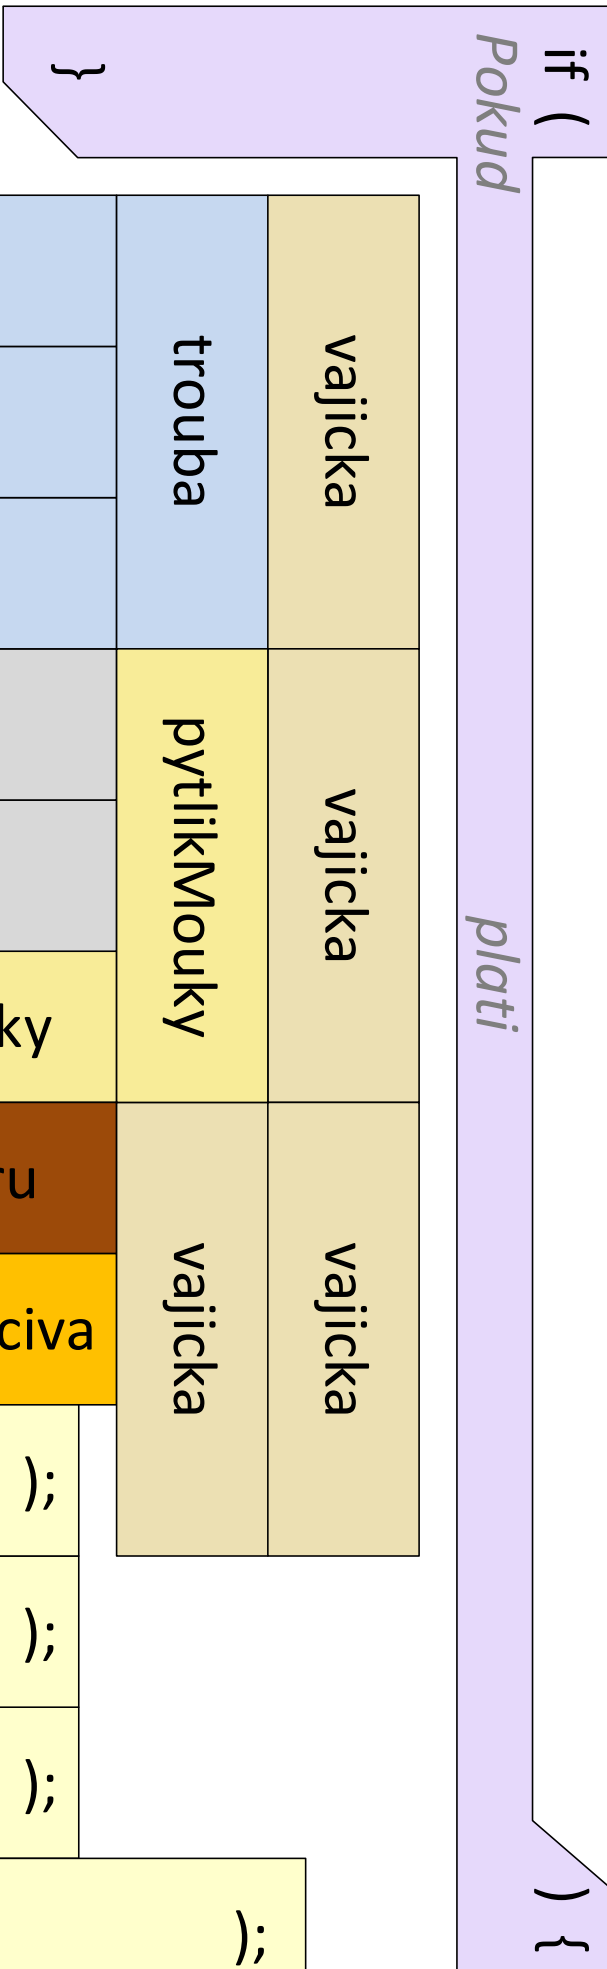 if ( ) {
Pokud plati
}
vajicka vajicka vajicka
trouba pytlikMouky vajicka
ky
ru
civa
);
);
);
);